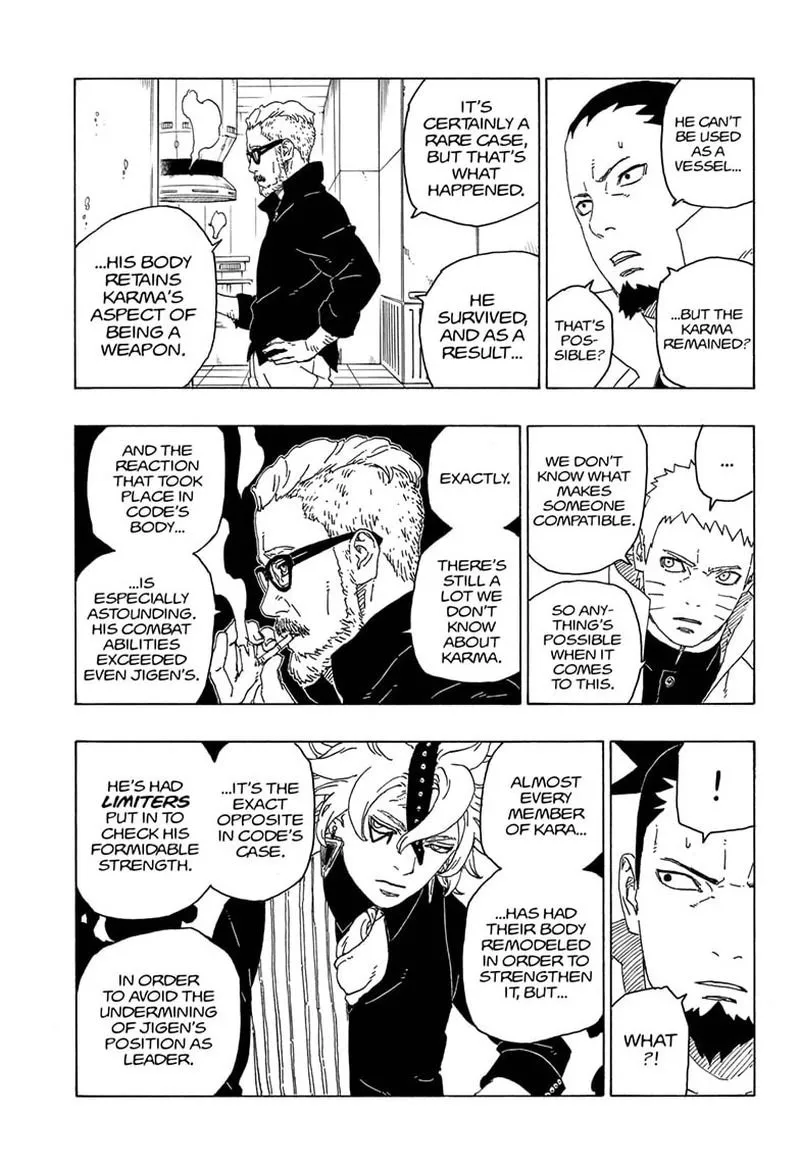 HE CAN'T
BE USED
AS A
VESSEL...
...BUT THE
KARMA
REMAINED?
THAT'S
POS-
SIBLE?
IT'S
CERTAINLY A
RARE CASE,
BUT THAT'S
WHAT
HAPPENED.
HE
SURVIVED,
AND AS A
RESULT...
...HIS BODY
RETAINS
KARMA'S
ASPECT OF
BEING A
WEAPON.
...
WE DON'T
KNOW WHAT
MAKES
SOMEONE
COMPATIBLE.
SO ANY-
THING'S
POSSIBLE
WHEN IT
COMES
TO THIS.
EXACTLY.
THERE'S
STILL A
LOT WE
DON'T
KNOW
ABOUT
KARMA.
AND THE
REACTION
THAT TOOK
PLACE IN
CODE'S
BODY...
...IS
ESPECIALLY
ASTOUNDING.
HIS COMBAT
ABILITIES
EXCEEDED
EVEN JIGEN'S.
!
WHAT
?!
ALMOST
EVERY
MEMBER
OF KARA...
...HAS HAD
THEIR BODY
REMODELED
IN ORDER TO
STRENGTHEN
IT, BUT...
...IT'S THE
EXACT
OPPOSITE
IN CODE'S
CASE.
HE'S HAD
LIMITERS
PUT IN TO
CHECK HIS
FORMIDABLE
STRENGTH.
IN ORDER
TO AVOID THE
UNDERMINING
OF JIGEN'S
POSITION AS
LEADER.